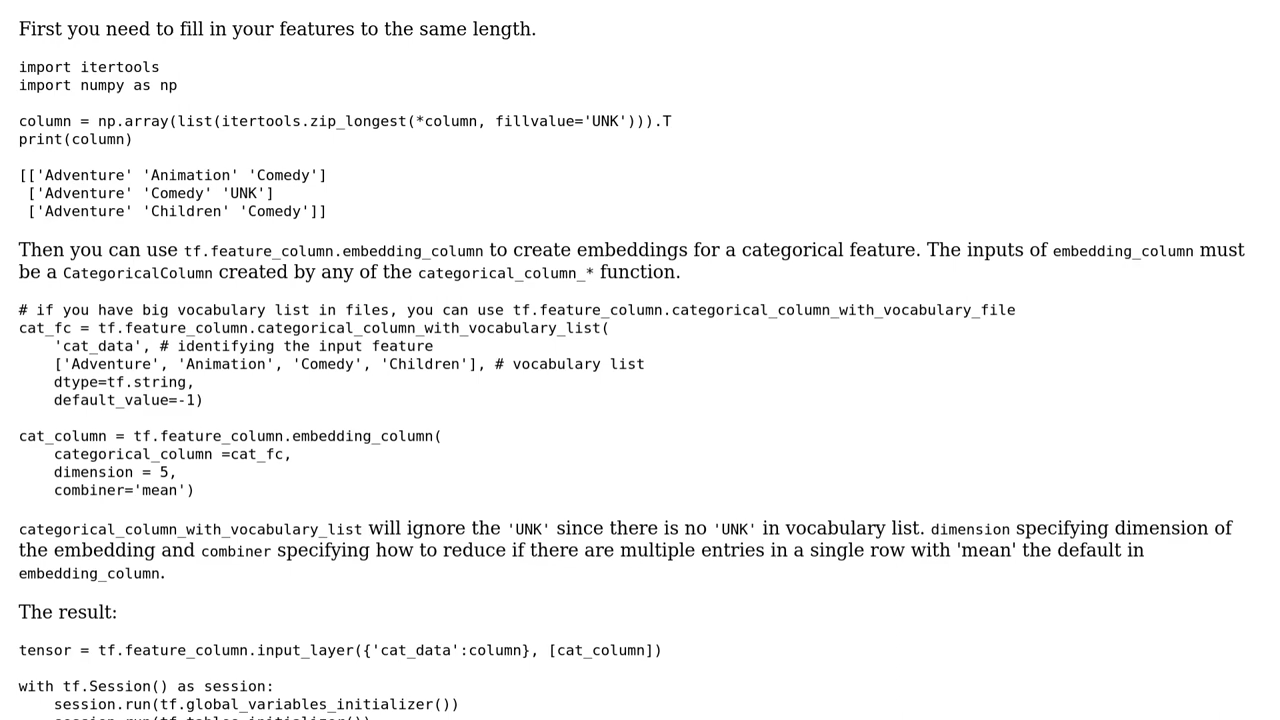 First you need to fill in your features to the same length.
import itertools
import numpy as np
column = np.array(list(itertools.zip_longest(*column, fillvalue='UNK'))).T
print(column)
[['Adventure' 'Animation' 'Comedy']
 ['Adventure' 'Comedy' 'UNK']
 ['Adventure' 'Children' 'Comedy']]
Then you can use tf.feature_column.embedding_column to create embeddings for a categorical feature. The inputs of embedding_column must
be a CategoricalColumn created by any of the categorical_column_* function.
# if you have big vocabulary list in files, you can use tf.feature_column.categorical_column_with_vocabulary_file
cat_fc = tf.feature_column.categorical_column_with_vocabulary_list(
    'cat_data', # identifying the input feature
    ['Adventure', 'Animation', 'Comedy', 'Children'], # vocabulary list
    dtype=tf.string,
    default_value=-1)
cat_column = tf.feature_column.embedding_column(
    categorical_column =cat_fc,
    dimension = 5,
    combiner='mean')
categorical_column_with_vocabulary_list will ignore the 'UNK' since there is no 'UNK' in vocabulary list. dimension specifying dimension of
the embedding and combiner specifying how to reduce if there are multiple entries in a single row with 'mean' the default in
embedding_column.
The result:
tensor = tf.feature_column.input_layer({'cat_data':column}, [cat_column])
with tf.Session() as session:
    session.run(tf.global_variables_initializer())
    session.run(tf.tables_initializer())